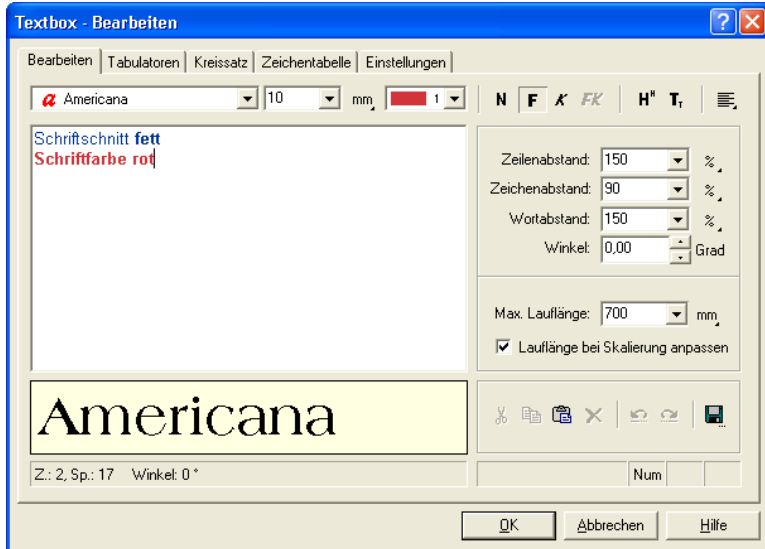 Textbox - Bearbeiten
Bearbeiten Tabulatoren Kreissatz Zeichentabelle Einstellungen
a Americana 10 mm 1 N F K FK H^H T_T
Schriftschnitt fett
Schriftfarbe rot
Zeilenabstand: 150 %
Zeichenabstand: 90 %
Wortabstand: 150 %
Winkel: 0,00 Grad
Max. Lauflänge: 700 mm
Lauflänge bei Skalierung anpassen
Americana
Z.: 2, Sp.: 17 Winkel: 0 ° Num
OK Abbrechen Hilfe